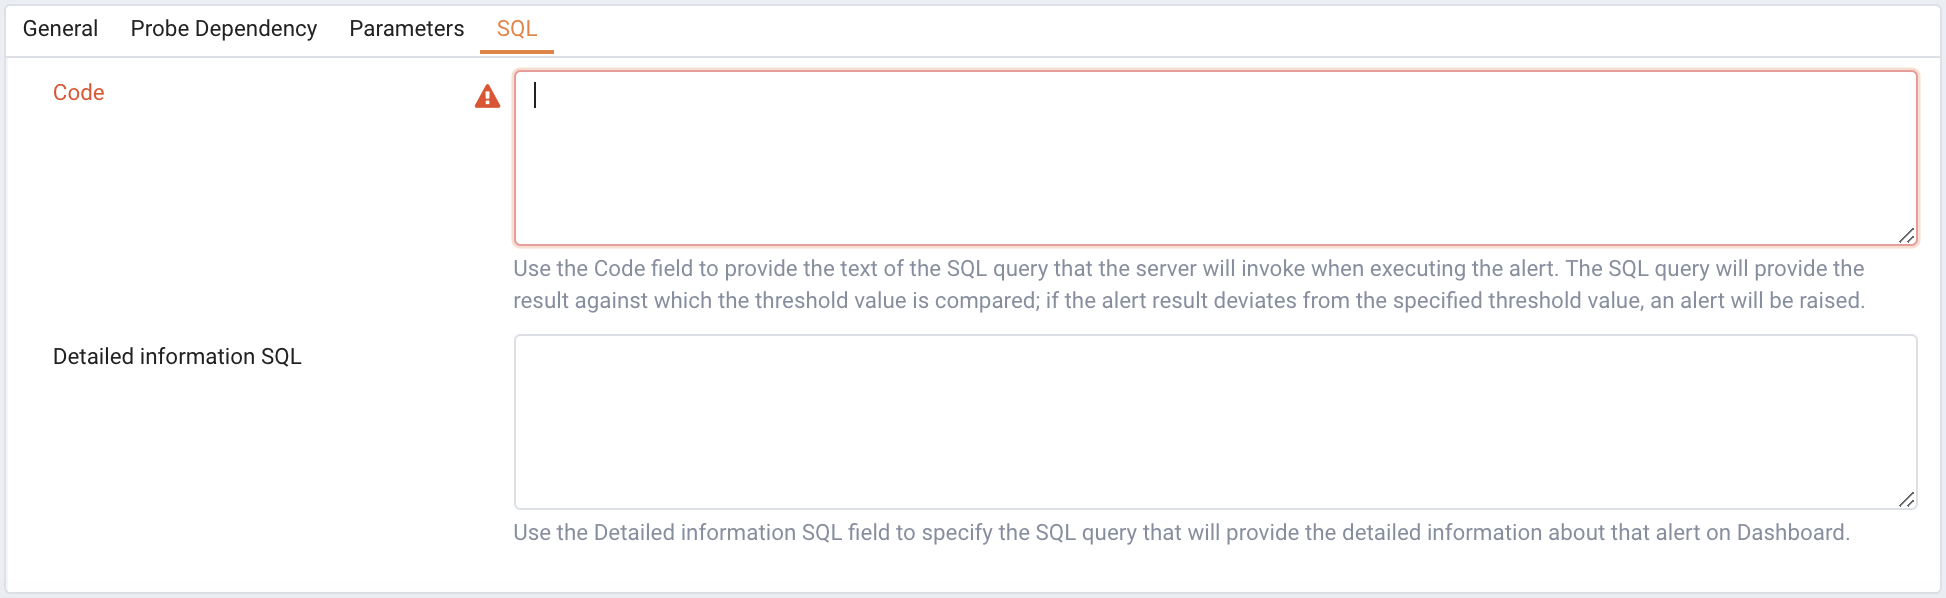 General Probe Dependency Parameters SQL
Code
Use the Code field to provide the text of the SQL query that the server will invoke when executing the alert. The SQL query will provide the
result against which the threshold value is compared; if the alert result deviates from the specified threshold value, an alert will be raised.
Detailed information SQL
Use the Detailed information SQL field to specify the SQL query that will provide the detailed information about that alert on Dashboard.